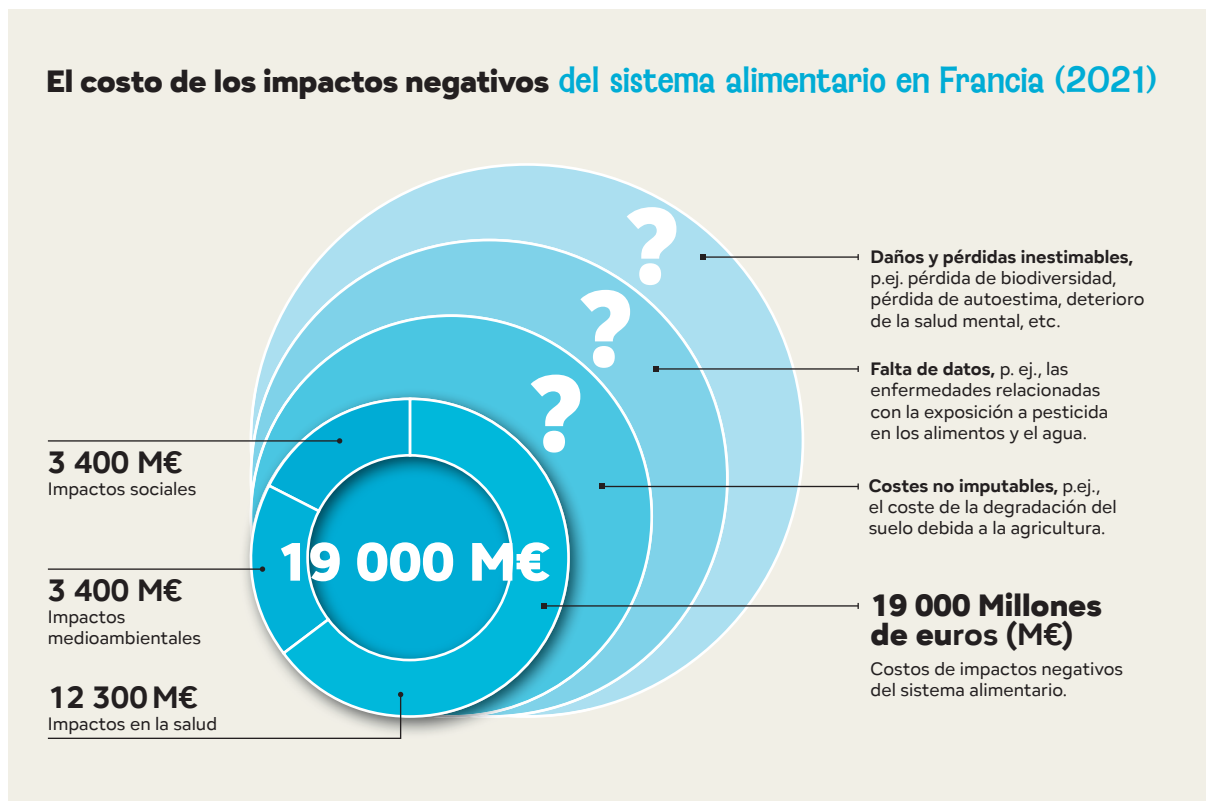 El costo de los impactos negativos del sistema alimentario en Francia (2021)
?
?
?
Daños y pérdidas inestimables,
p.ej. pérdida de biodiversidad,
pérdida de autoestima, deterioro
de la salud mental, etc.
Falta de datos, p. ej., las
enfermedades relacionadas
con la exposición a pesticida
en los alimentos y el agua.
Costes no imputables, p.ej.,
el coste de la degradación del
suelo debida a la agricultura.
19 000 Millones
de euros (M€)
Costos de impactos negativos
del sistema alimentario.
3 400 M€
Impactos sociales
19 000 M€
3 400 M€
Impactos
medioambientales
12 300 M€
Impactos en la salud